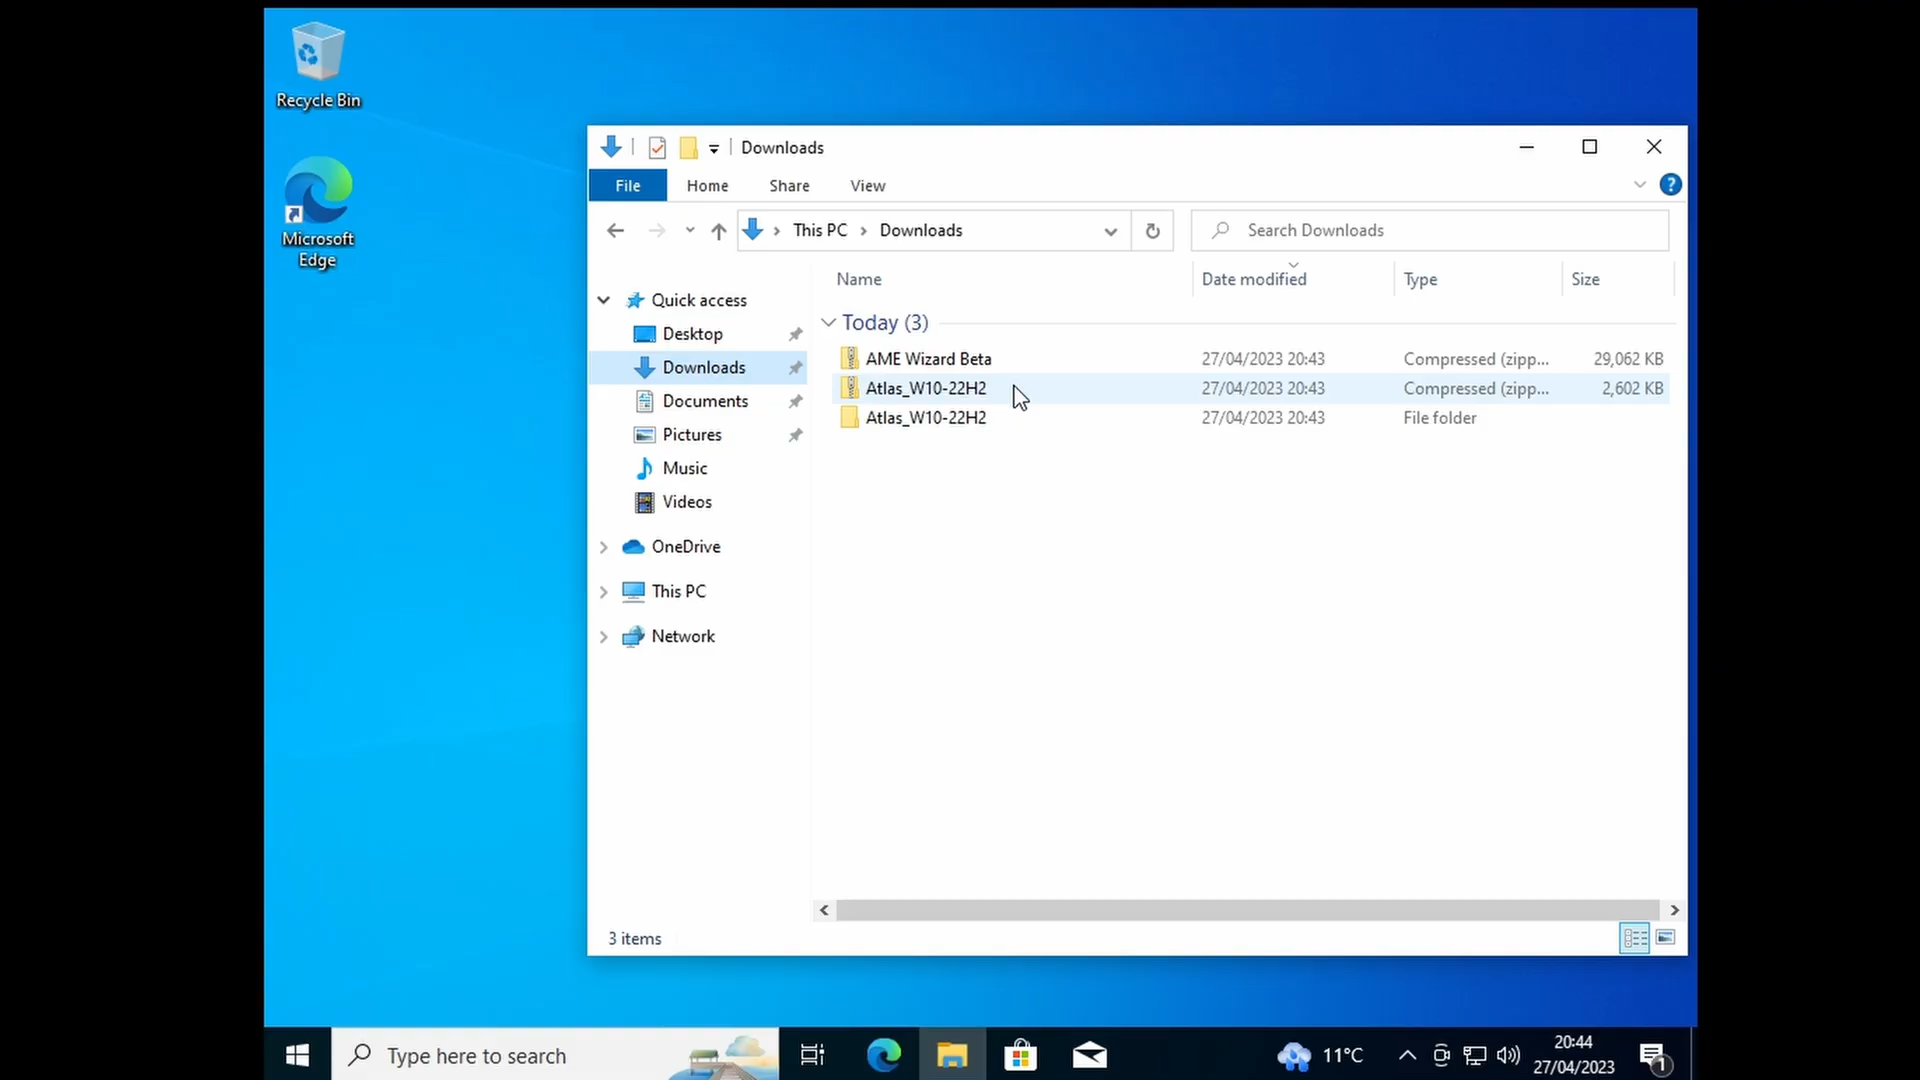 Recycle Bin
Microsoft
Edge
Downloads
File Home Share View
This PC Downloads
Search Downloads
Name Date modified Type Size
Quick access
Desktop
Downloads
Documents
Pictures
Music
Videos
OneDrive
This PC
Network
Today (3)
AME Wizard Beta 27/04/2023 20:43 Compressed (zipp... 29,062 KB
Atlas_W10-22H2 27/04/2023 20:43 Compressed (zipp... 2,602 KB
Atlas_W10-22H2 27/04/2023 20:43 File folder
3 items
Type here to search
11°C
20:44
27/04/2023
1